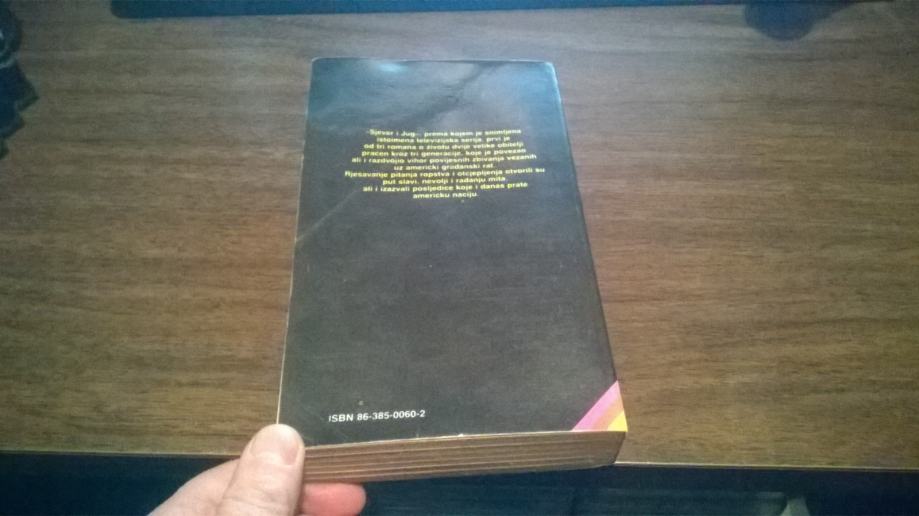 »Sjever i Jug«, prema kojem je snimljena
istoimena televizijska serija, prvi je
od tri romana o životu dvije velike obitelji
praćen kroz tri generacije, koje je povezao
ali i razdvojio vihor povijesnih zbivanja vezanih
uz američki građanski rat.
Rješavanje pitanja ropstva i otcjepljenja otvorili su
put slavi, nevolji i rađanju mita,
ali i izazvali posljedice koje i danas prate
američku naciju.
ISBN 86-385-0060-2